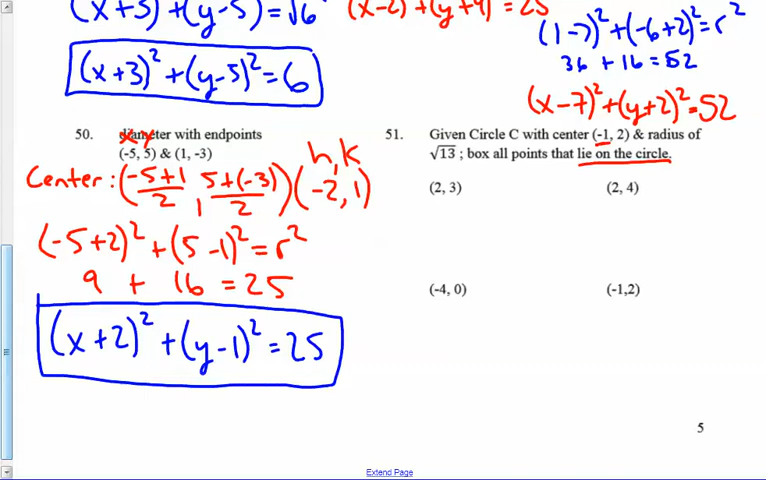 (x+3) +(y-5)=√6
(x-2) +(y+4) = 25
(x+3)²+(y-5)²=6
(1-7)²+(-6+2)²=r²
36 + 16 = 52
(x-7)²+(y+2)²=52
50. diameter with endpoints
x y
(-5, 5) & (1, -3)
h, k
Center: (-5+1/2, 5+(-3)/2) (-2, 1)
(-5+2)²+(5-1)²=r²
9 + 16 = 25
(x+2)²+(y-1)²=25
51. Given Circle C with center (-1, 2) & radius of
√13 ; box all points that lie on the circle.
(2, 3) (2, 4)
(-4, 0) (-1,2)
5
Extend Page